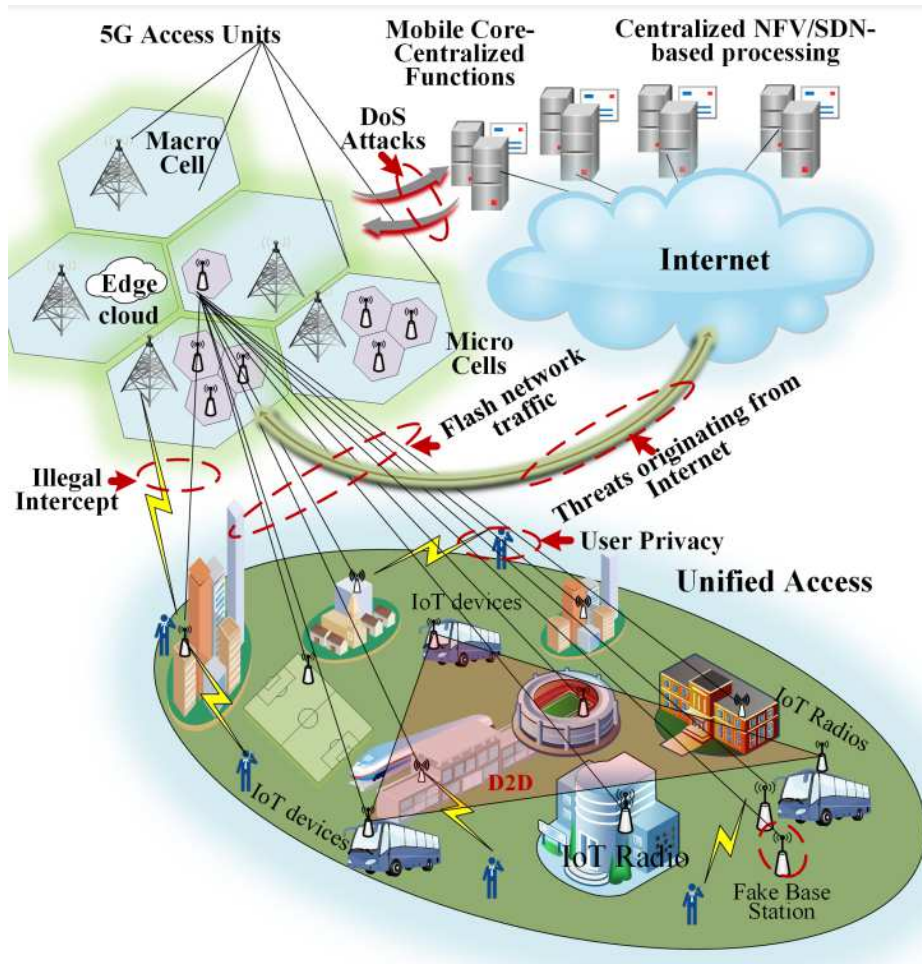 5G Access Units
Mobile Core-
Centralized
Functions
Centralized NFV/SDN-
based processing
DoS
Attacks
Macro
Cell
Internet
Edge
cloud
Micro
Cells
Flash network
traffic
Threats originating from
Internet
Illegal
Intercept
User Privacy
Unified Access
IoT devices
IoT Radios
D2D
IoT devices
IoT Radio
Fake Base
Station